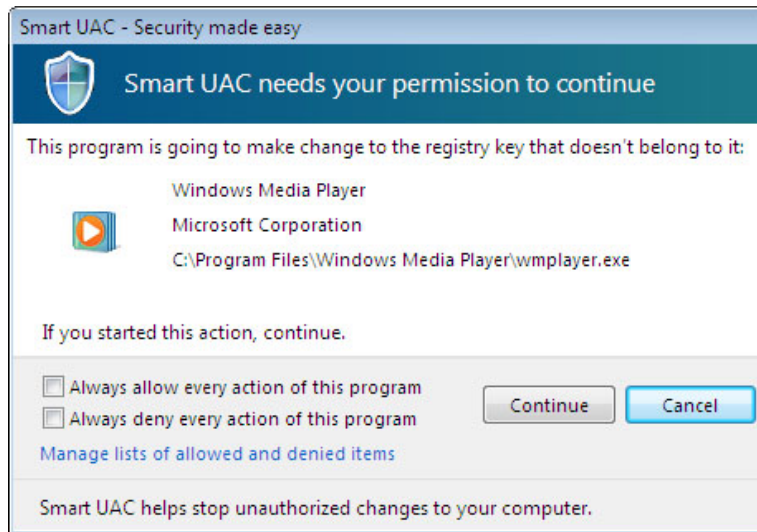 Smart UAC - Security made easy
Smart UAC needs your permission to continue
This program is going to make change to the registry key that doesn't belong to it:
Windows Media Player
Microsoft Corporation
C:\Program Files\Windows Media Player\wmplayer.exe
If you started this action, continue.
Always allow every action of this program
Always deny every action of this program
Continue
Cancel
Manage lists of allowed and denied items
Smart UAC helps stop unauthorized changes to your computer.